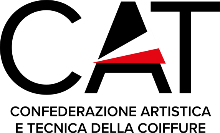 CAT
CONFEDERAZIONE ARTISTICA
E TECNICA DELLA COIFFURE